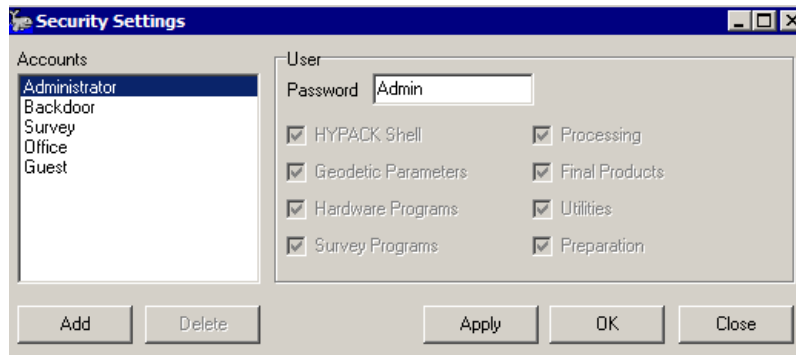 Security Settings
Accounts
Administrator
Backdoor
Survey
Office
Guest
User
Password Admin
HYPACK Shell Processing
Geodetic Parameters Final Products
Hardware Programs Utilities
Survey Programs Preparation
Add Delete Apply OK Close